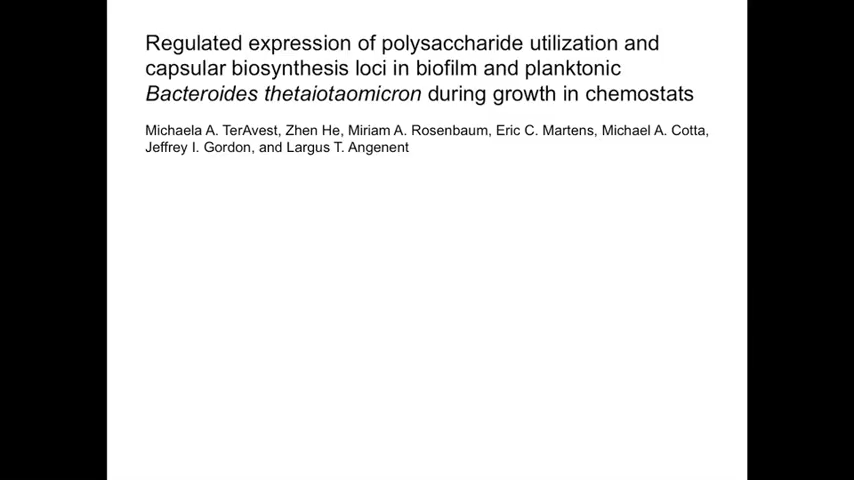 Regulated expression of polysaccharide utilization and
capsular biosynthesis loci in biofilm and planktonic
Bacteroides thetaiotaomicron during growth in chemostats
Michaela A. TerAvest, Zhen He, Miriam A. Rosenbaum, Eric C. Martens, Michael A. Cotta,
Jeffrey I. Gordon, and Largus T. Angenent